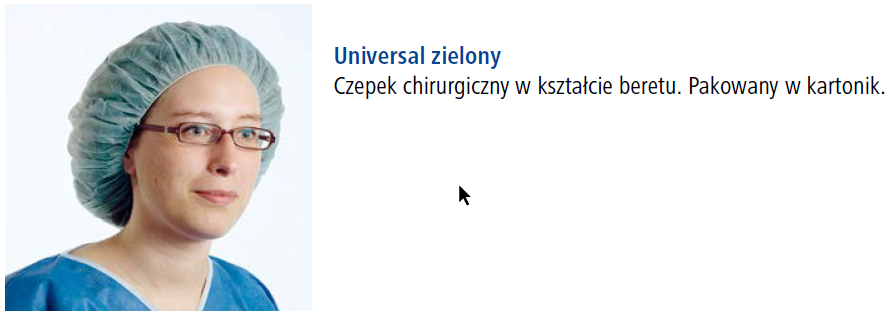 Universal zielony
Czepek chirurgiczny w kształcie beretu. Pakowany w kartonik.